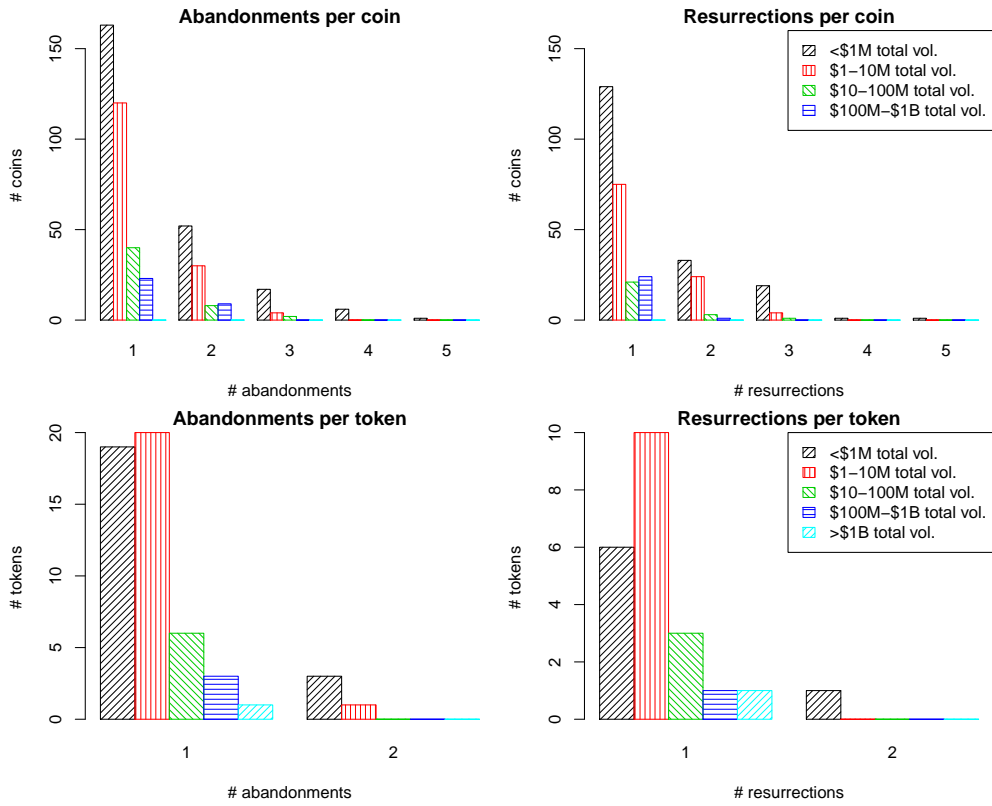 Abandonments per coin
# coins
150
100
50
0
1 2 3 4 5
# abandonments
Resurrections per coin
# coins
150
100
50
0
1 2 3 4 5
# resurrections
<$1M total vol.
$1−10M total vol.
$10−100M total vol.
$100M−$1B total vol.
Abandonments per token
# tokens
20
15
10
5
0
1 2
# abandonments
Resurrections per token
# tokens
10
8
6
4
2
0
1 2
# resurrections
<$1M total vol.
$1−10M total vol.
$10−100M total vol.
$100M−$1B total vol.
>$1B total vol.